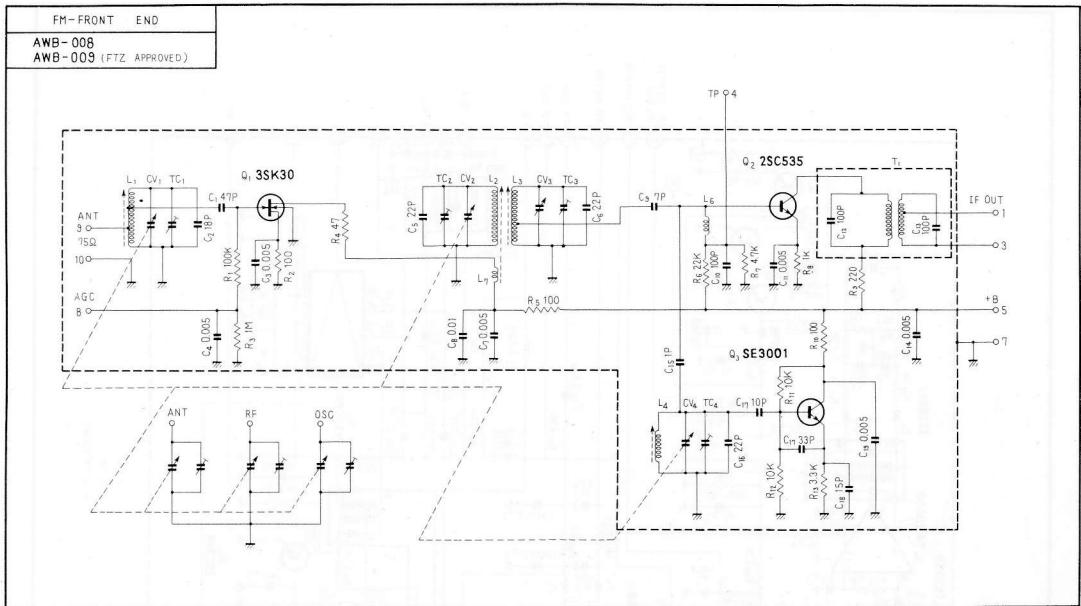 FM-FRONT END
AWB-008
AWB-009 (FTZ APPROVED)
TP 4
Q1 3SK30
Q2 2SC535
T1
L1 CV1 TC1
C1 47P
C2 18P
ANT
9
75Ω
10
R1 100K
C3 0.005
R2 100
R4 47
AGC
8
C4 0.005
R3 1M
TC2 CV2 L2
C5 22P
L3 CV3 TC3
C6 22P
L7
C8 0.01
C7 0.005
R5 100
C9 7P
L6
R6 22K
C10 100P
R7 4.7K
C11 0.005
R8 1K
C12 100P
C13 100P
IF OUT
1
3
R9 220
+B
5
7
C14 0.005
R10 100
Q3 SE3001
C15 1P
L4 CV4 TC4
C16 22P
C17 10P
R11 10K
C17 33P
R12 10K
R13 3.3K
C18 15P
C19 0.005
ANT RF OSC